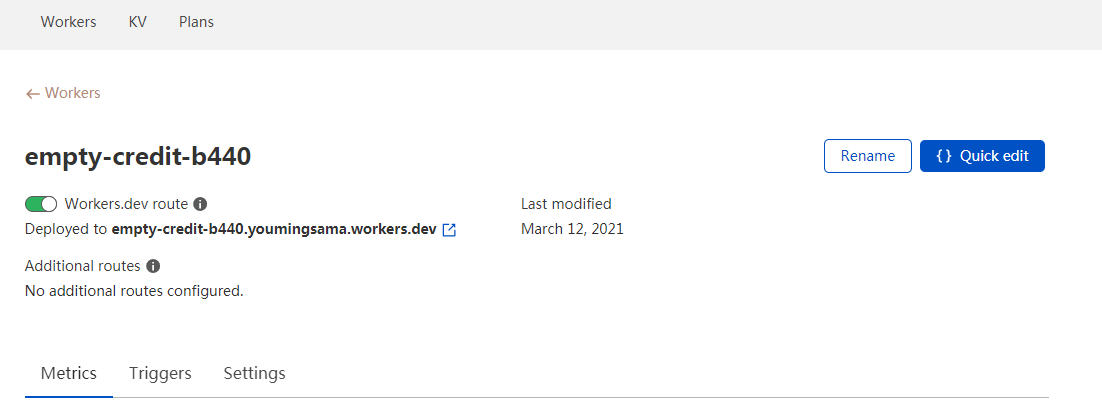 Workers KV Plans
← Workers
empty-credit-b440
Rename
{ } Quick edit
Workers.dev route
Last modified
Deployed to empty-credit-b440.youmingsama.workers.dev
March 12, 2021
Additional routes
No additional routes configured.
Metrics Triggers Settings